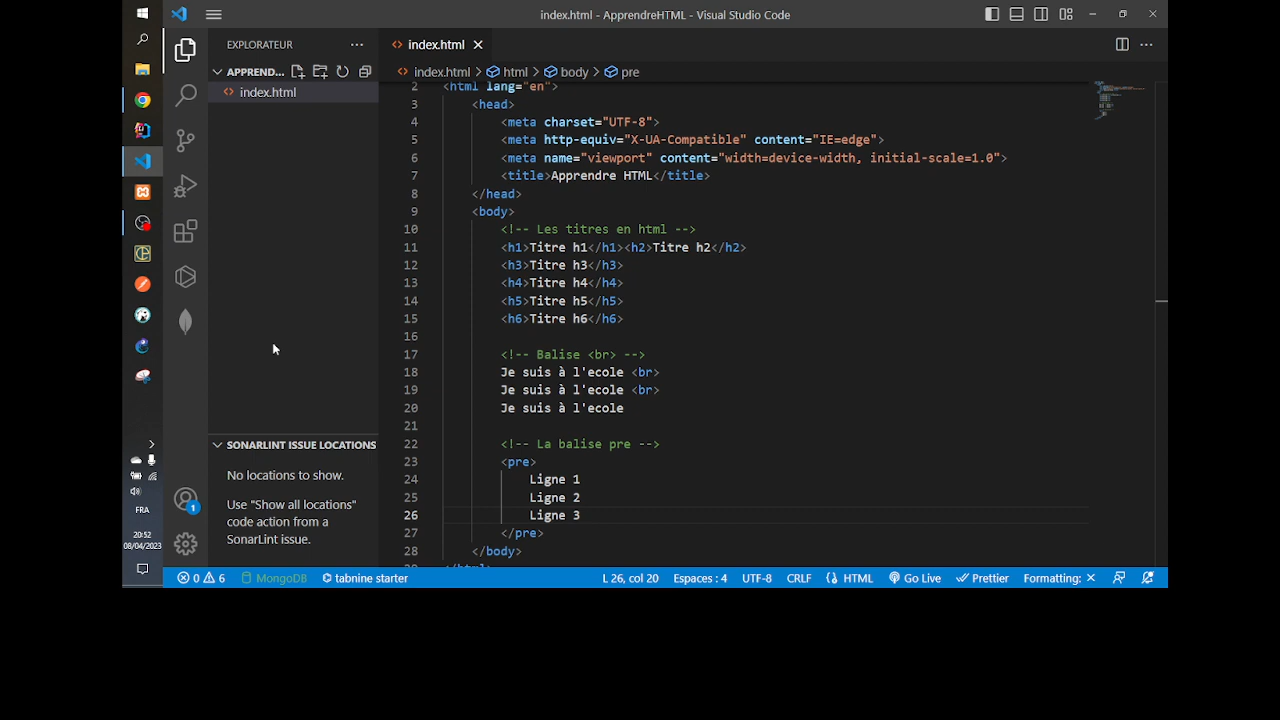 index.html - ApprendreHTML - Visual Studio Code
EXPLORATEUR
index.html
APPREND...
index.html > html > body > pre
index.html
2 <html lang="en">
3 <head>
4 <meta charset="UTF-8">
5 <meta http-equiv="X-UA-Compatible" content="IE=edge">
6 <meta name="viewport" content="width=device-width, initial-scale=1.0">
7 <title>Apprendre HTML</title>
8 </head>
9 <body>
10 <!-- Les titres en html -->
11 <h1>Titre h1</h1><h2>Titre h2</h2>
12 <h3>Titre h3</h3>
13 <h4>Titre h4</h4>
14 <h5>Titre h5</h5>
15 <h6>Titre h6</h6>
16
17 <!-- Balise <br> -->
18 Je suis à l'ecole <br>
19 Je suis à l'ecole <br>
20 Je suis à l'ecole
21
22 <!-- La balise pre -->
23 <pre>
24 Ligne 1
25 Ligne 2
26 Ligne 3
27 </pre>
28 </body>
29 </html>
SONARLINT ISSUE LOCATIONS
No locations to show.
Use "Show all locations"
code action from a
SonarLint issue.
1
FRA
20:52
08/04/2023
0 6 MongoDB tabnine starter L 26, col 20 Espaces : 4 UTF-8 CRLF HTML Go Live Prettier Formatting: ×